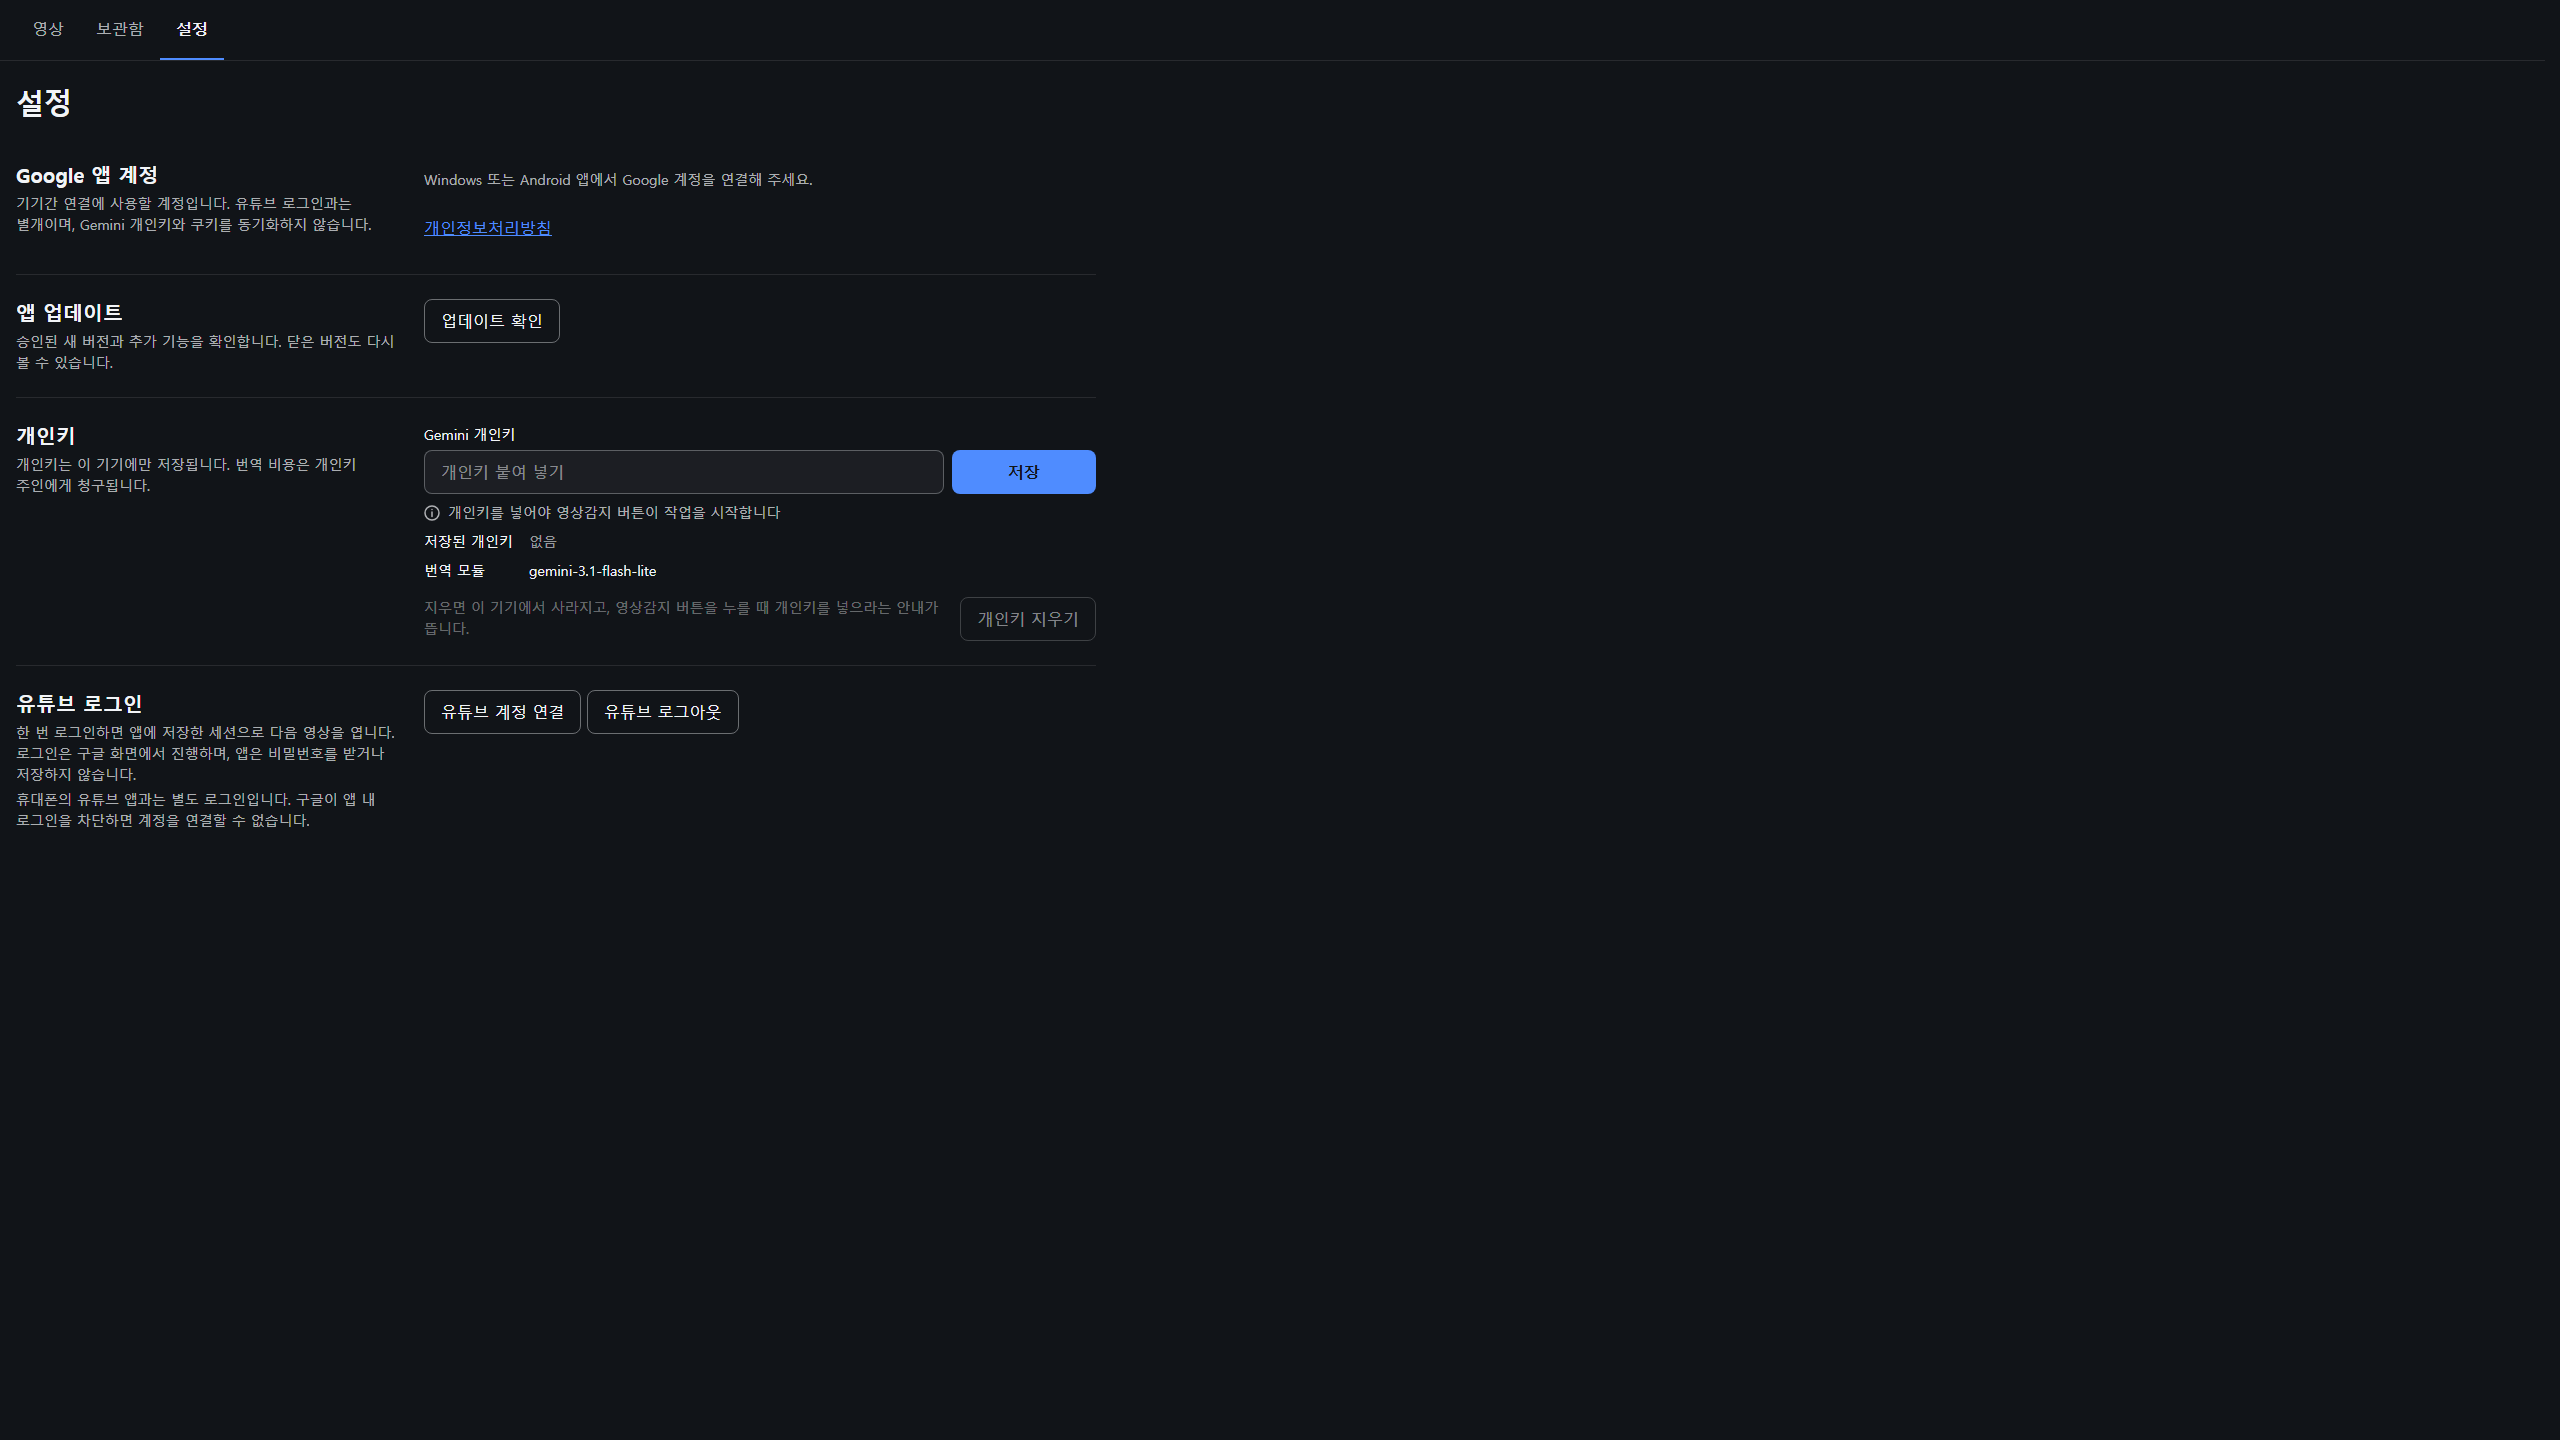 영상
보관함
설정
설정
Google 앱 계정
기기간 연결에 사용할 계정입니다. 유튜브 로그인과는
별개이며, Gemini 개인키와 쿠키를 동기화하지 않습니다.
Windows 또는 Android 앱에서 Google 계정을 연결해 주세요.
개인정보처리방침
앱 업데이트
승인된 새 버전과 추가 기능을 확인합니다. 닫은 버전도 다시
볼 수 있습니다.
업데이트 확인
개인키
개인키는 이 기기에만 저장됩니다. 번역 비용은 개인키
주인에게 청구됩니다.
Gemini 개인키
개인키 붙여 넣기
저장
개인키를 넣어야 영상감지 버튼이 작업을 시작합니다
저장된 개인키 없음
번역 모듈 gemini-3.1-flash-lite
지우면 이 기기에서 사라지고, 영상감지 버튼을 누를 때 개인키를 넣으라는 안내가
뜹니다.
개인키 지우기
유튜브 로그인
한 번 로그인하면 앱에 저장한 세션으로 다음 영상을 엽니다.
로그인은 구글 화면에서 진행하며, 앱은 비밀번호를 받거나
저장하지 않습니다.
휴대폰의 유튜브 앱과는 별도 로그인입니다. 구글이 앱 내
로그인을 차단하면 계정을 연결할 수 없습니다.
유튜브 계정 연결
유튜브 로그아웃